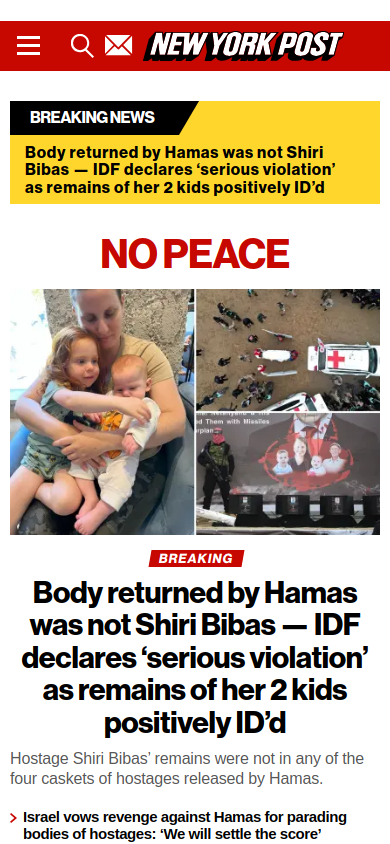 NEW YORK POST
BREAKING NEWS
Body returned by Hamas was not Shiri
Bibas — IDF declares ‘serious violation’
as remains of her 2 kids positively ID’d
NO PEACE
d Them with Missiles
BREAKING
Body returned by Hamas
was not Shiri Bibas — IDF
declares ‘serious violation’
as remains of her 2 kids
positively ID’d
Hostage Shiri Bibas’ remains were not in any of the
four caskets of hostages released by Hamas.
Israel vows revenge against Hamas for parading
bodies of hostages: ‘We will settle the score’